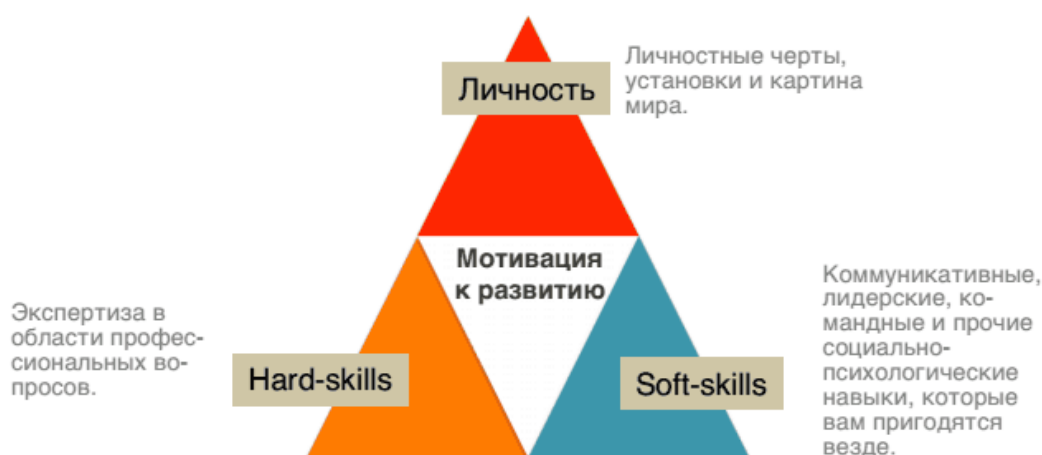 Личность
Личностные черты,
установки и картина
мира.
Мотивация
к развитию
Экспертиза в
области профес-
сиональных во-
просов.
Hard-skills
Soft-skills
Коммуникативные,
лидерские, ко-
мандные и прочие
социально-
психологические
навыки, которые
вам пригодятся
везде.